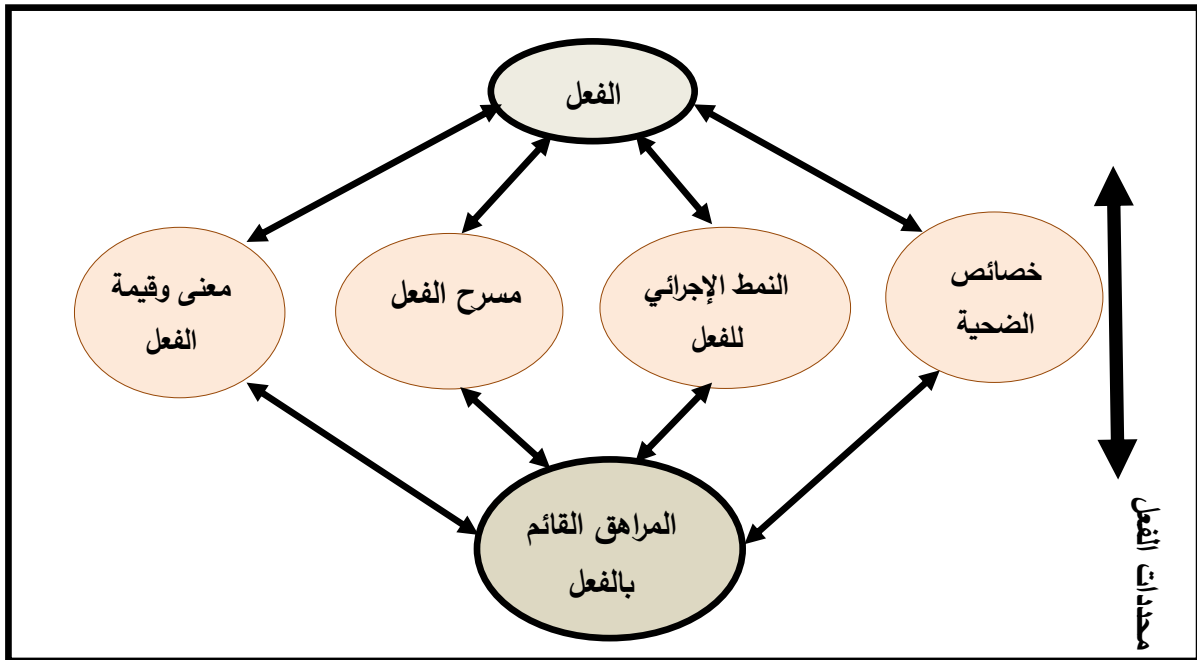 الفعل
خصائص
الضحية
النمط الإجرائي
للفعل
مسرح الفعل
معنى وقيمة
الفعل
المراهق القائم
بالفعل
محددات الفعل